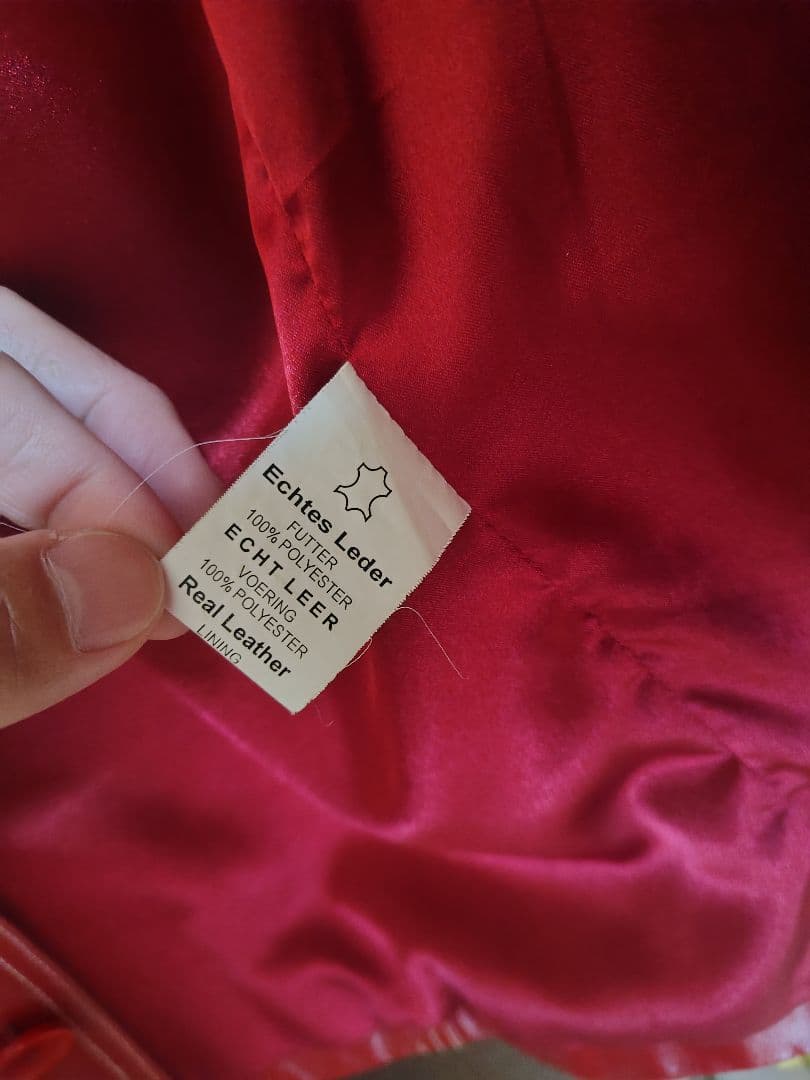 Echtes Leder
FUTTER
100% POLYESTER
ECHT LEER
VOERING
100% POLYESTER
Real Leather
LINING